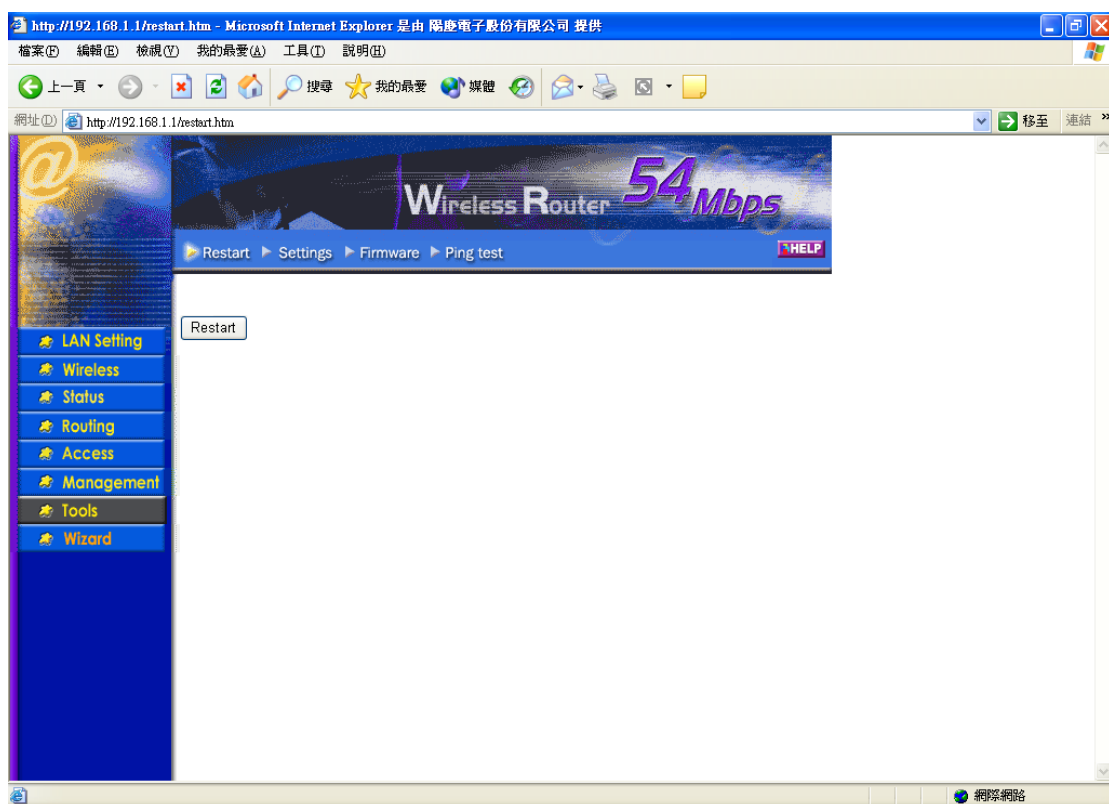 http://192.168.1.1/restart.htm - Microsoft Internet Explorer 是由 陽慶電子股份有限公司 提供
檔案(F) 編輯(E) 檢視(V) 我的最愛(A) 工具(T) 說明(H)
上一頁 搜尋 我的最愛 媒體
網址(D) http://192.168.1.1/restart.htm 移至 連結 »
@
Wireless Router 54 Mbps
Restart Settings Firmware Ping test HELP
Restart
LAN Setting
Wireless
Status
Routing
Access
Management
Tools
Wizard
網際網路